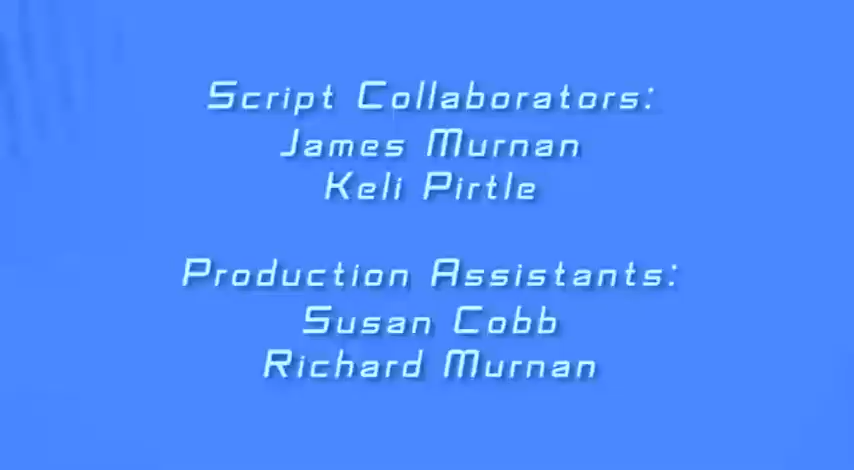 Script Collaborators:
James Murnan
Keli Pirtle
Production Assistants:
Susan Cobb
Richard Murnan